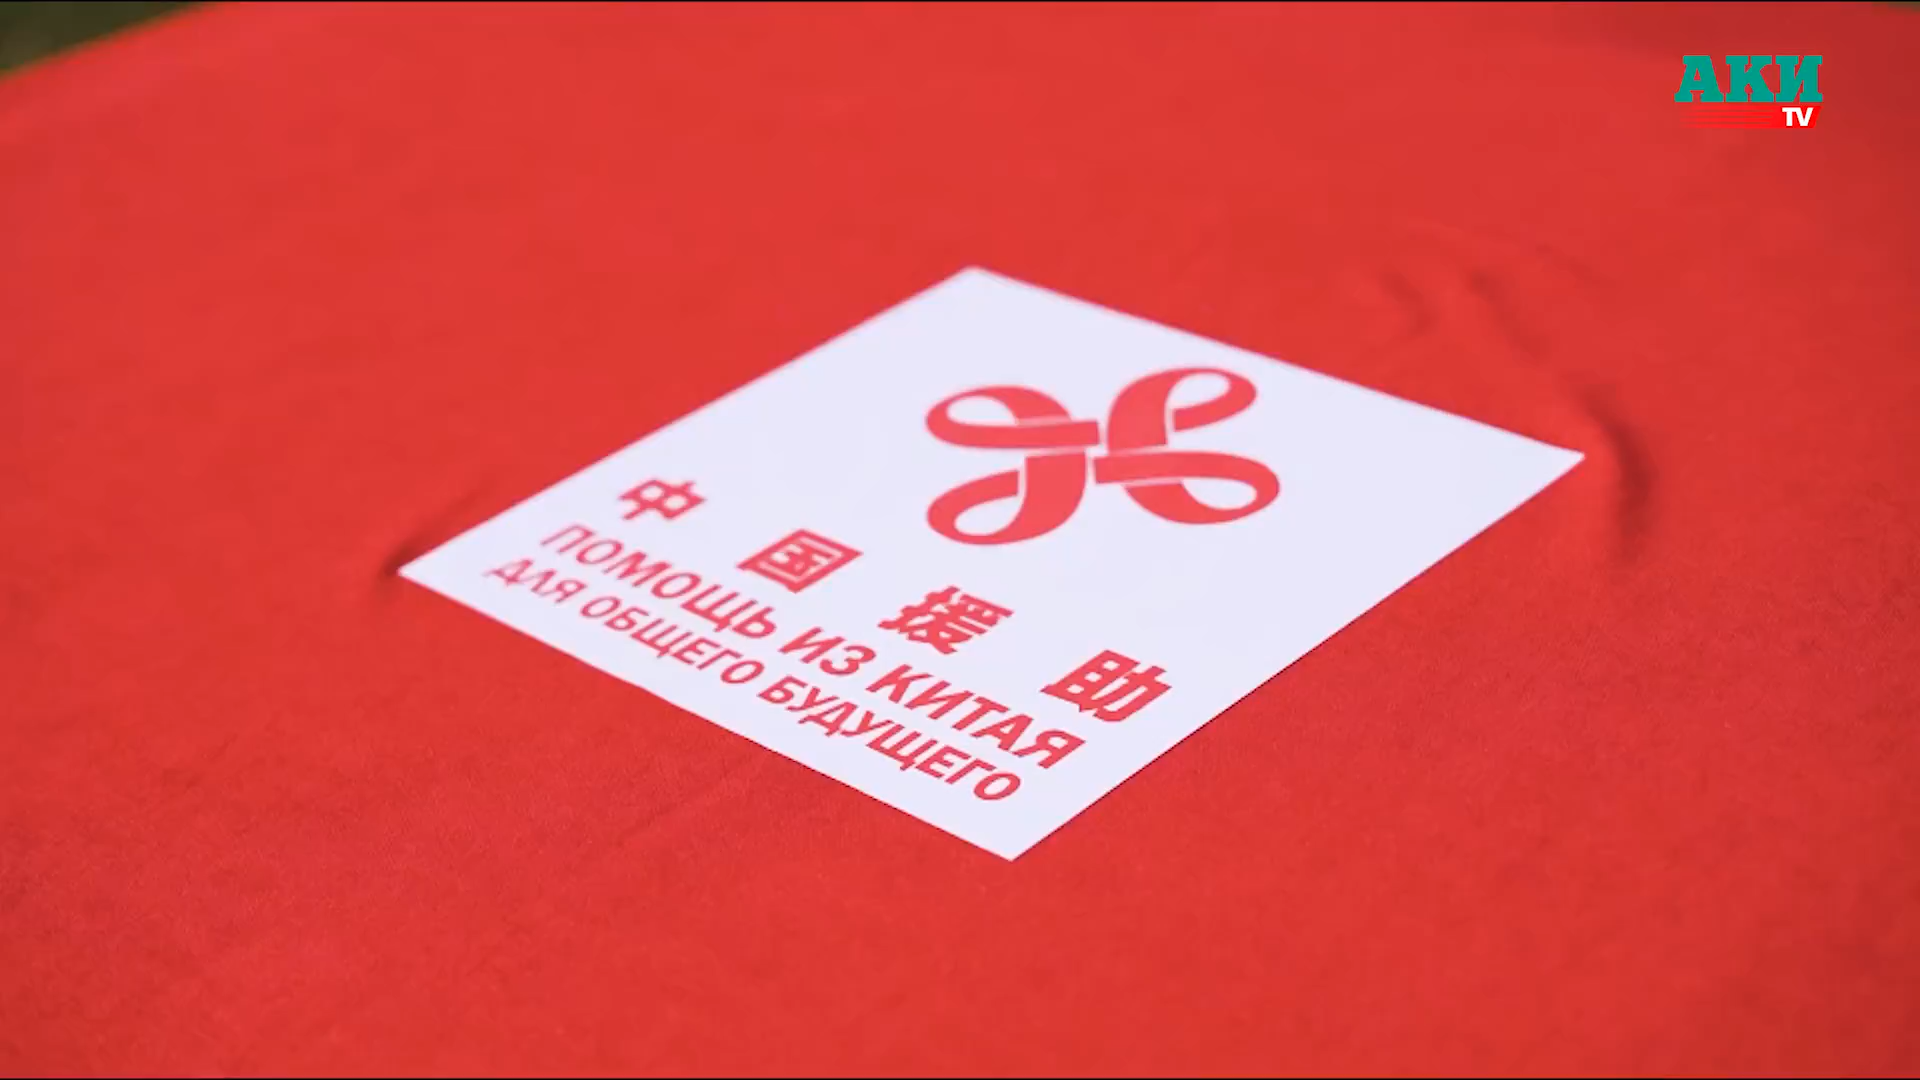 АКИ
TV
中国援助
ПОМОЩЬ ИЗ КИТАЯ
ДЛЯ ОБЩЕГО БУДУЩЕГО